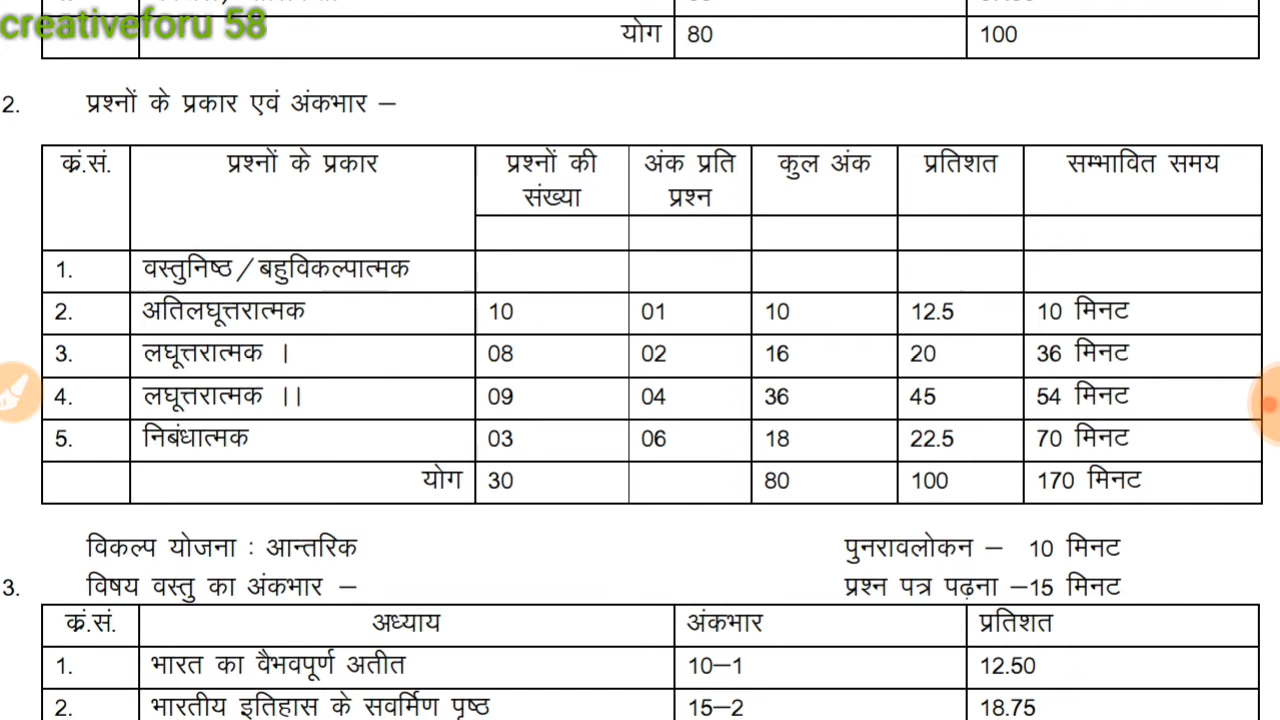 creativeforu 58
योग 80 100
2. प्रश्नों के प्रकार एवं अंकभार –
क्रं.सं. प्रश्नों के प्रकार प्रश्नों की संख्या अंक प्रति प्रश्न कुल अंक प्रतिशत सम्भावित समय
1. वस्तुनिष्ठ/बहुविकल्पात्मक
2. अतिलघूत्तरात्मक 10 01 10 12.5 10 मिनट
3. लघूत्तरात्मक । 08 02 16 20 36 मिनट
4. लघूत्तरात्मक ।। 09 04 36 45 54 मिनट
5. निबंधात्मक 03 06 18 22.5 70 मिनट
योग 30 80 100 170 मिनट
विकल्प योजना : आन्तरिक पुनरावलोकन – 10 मिनट
3. विषय वस्तु का अंकभार – प्रश्न पत्र पढ़ना –15 मिनट
क्रं.सं. अध्याय अंकभार प्रतिशत
1. भारत का वैभवपूर्ण अतीत 10–1 12.50
2. भारतीय इतिहास के सवर्मिण पृष्ठ 15–2 18.75